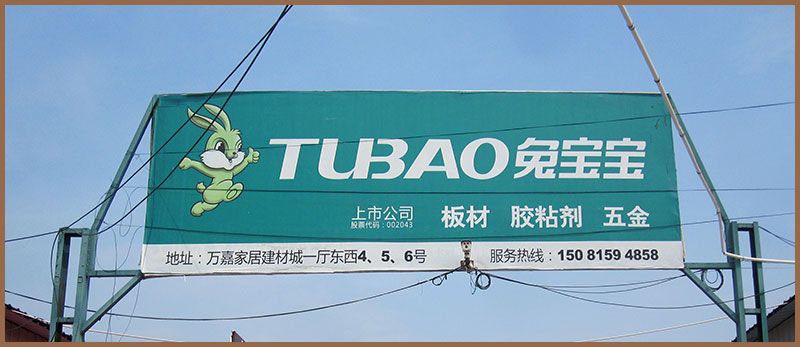 TUBAO兔宝宝
上市公司
股票代码：002043
板材 胶粘剂 五金
地址：万嘉家居建材城一厅东西4、5、6号 服务热线：150 8159 4858